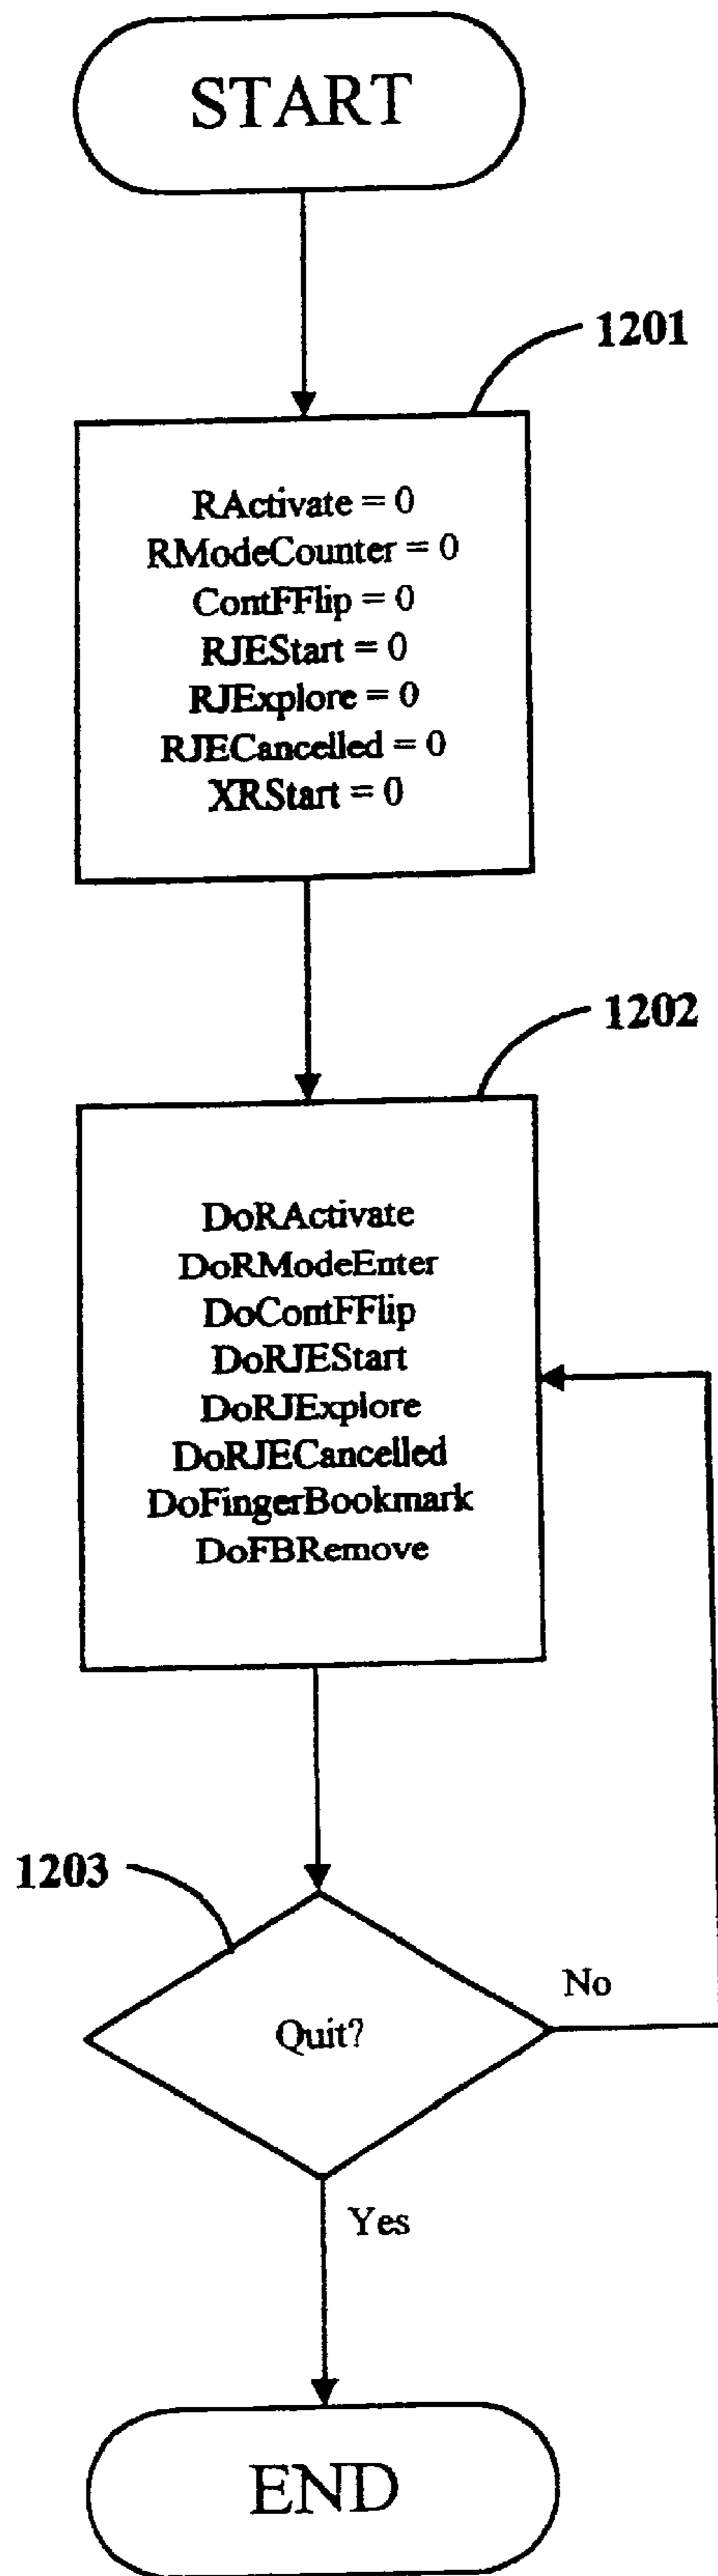 START
1201
RActivate = 0
RModeCounter = 0
ContFFlip = 0
RJEStart = 0
RJExplore = 0
RJECancelled = 0
XRStart = 0
1202
DoRActivate
DoRModeEnter
DoContFFlip
DoRJEStart
DoRJExplore
DoRJECancelled
DoFingerBookmark
DoFBRemove
1203
Quit?
No
Yes
END